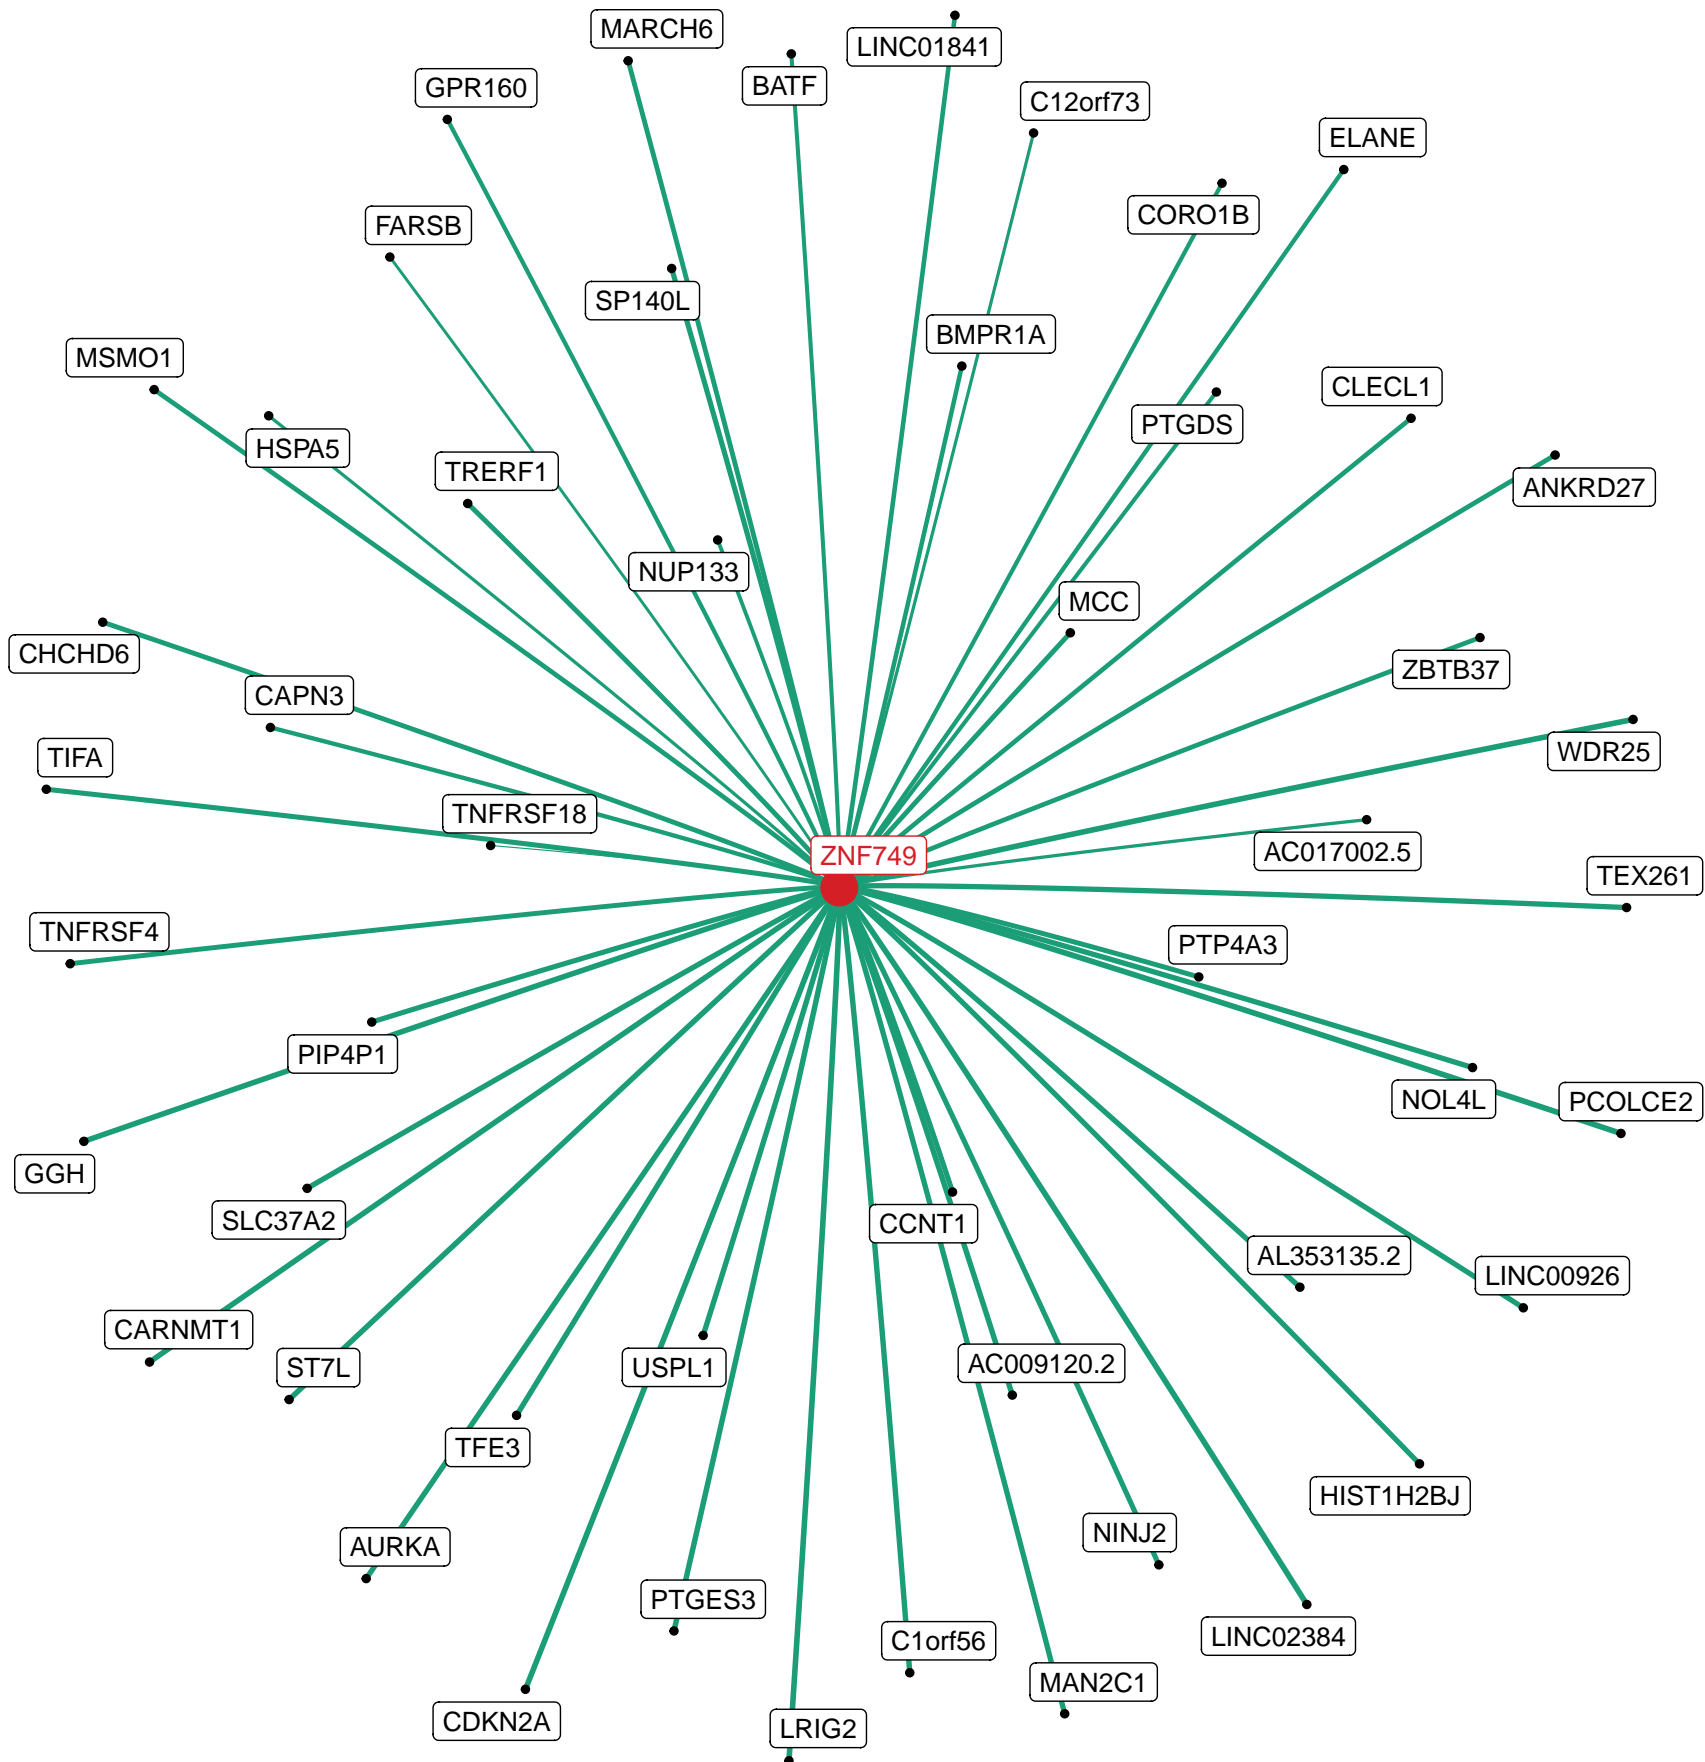 MARCH6
LINC01841
GPR160
BATF
C12orf73
ELANE
CORO1B
FARSB
SP140L
BMPR1A
MSMO1
CLECL1
PTGDS
HSPA5
TRERF1
ANKRD27
NUP133
MCC
CHCHD6
ZBTB37
CAPN3
WDR25
TIFA
TNFRSF18
ZNF749
AC017002.5
TEX261
TNFRSF4
PTP4A3
PIP4P1
NOL4L
PCOLCE2
GGH
SLC37A2
CCNT1
AL353135.2
LINC00926
CARNMT1
ST7L
USPL1
AC009120.2
TFE3
HIST1H2BJ
AURKA
NINJ2
PTGES3
C1orf56
LINC02384
MAN2C1
CDKN2A
LRIG2